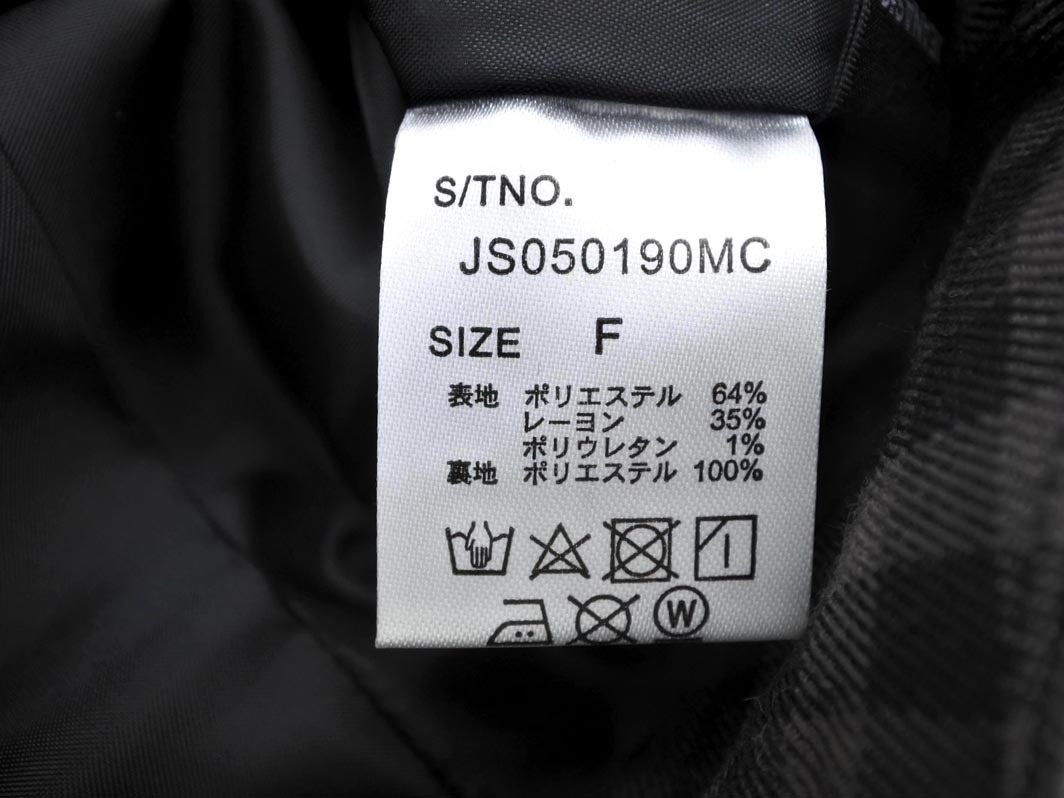 S/TNO.
JS050190MC
SIZE F
表地 ポリエステル 64%
レーヨン 35%
ポリウレタン 1%
裏地 ポリエステル 100%
W